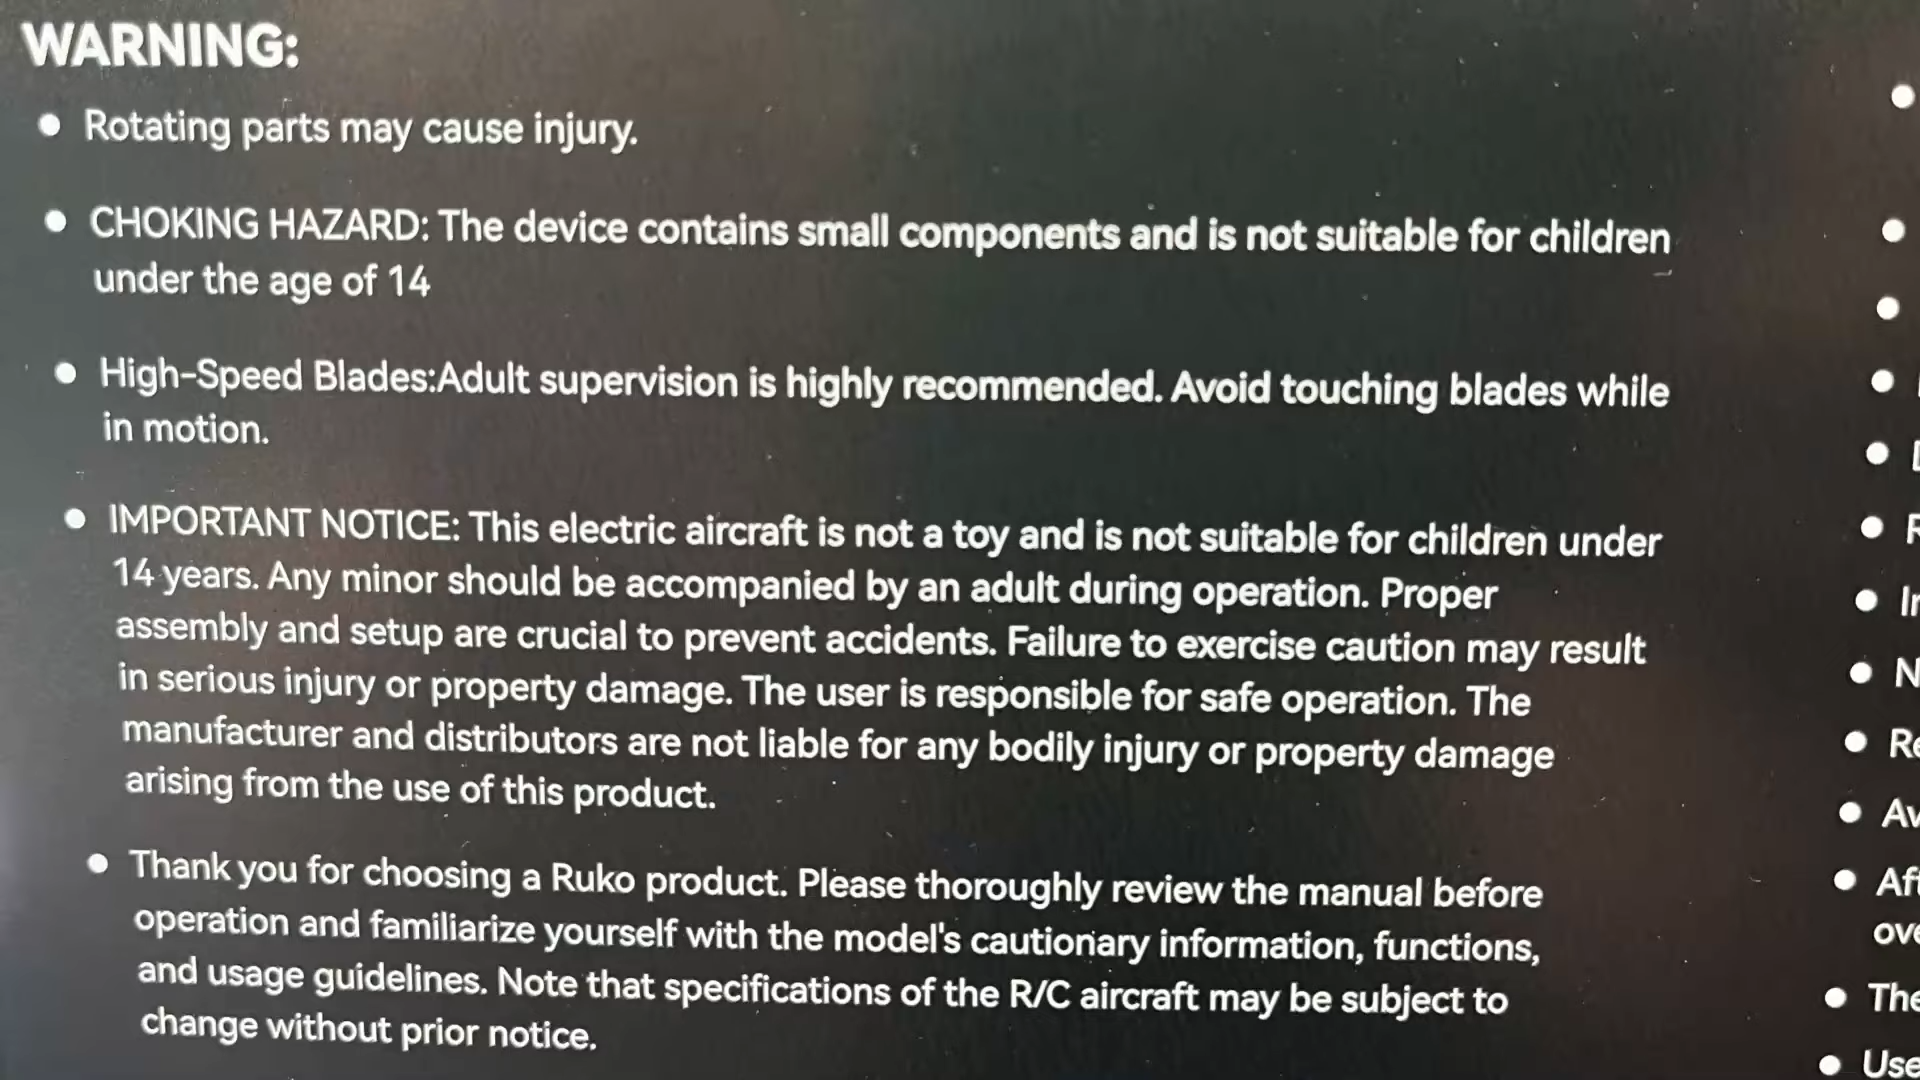 WARNING:
Rotating parts may cause injury.
CHOKING HAZARD: The device contains small components and is not suitable for children
under the age of 14
High-Speed Blades:Adult supervision is highly recommended. Avoid touching blades while
in motion.
IMPORTANT NOTICE: This electric aircraft is not a toy and is not suitable for children under
14 years. Any minor should be accompanied by an adult during operation. Proper
assembly and setup are crucial to prevent accidents. Failure to exercise caution may result
in serious injury or property damage. The user is responsible for safe operation. The
manufacturer and distributors are not liable for any bodily injury or property damage
arising from the use of this product.
Thank you for choosing a Ruko product. Please thoroughly review the manual before
operation and familiarize yourself with the model's cautionary information, functions,
and usage guidelines. Note that specifications of the R/C aircraft may be subject to
change without prior notice.